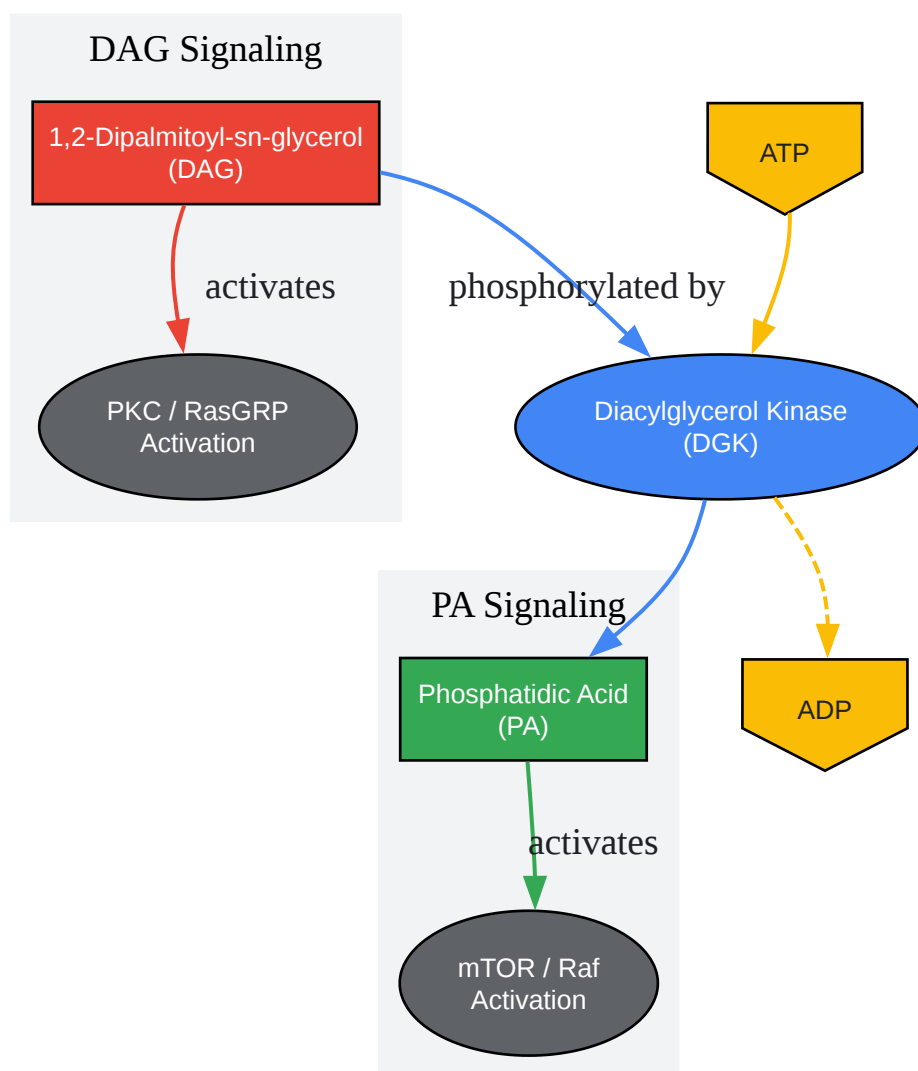 DAG Signaling
1,2-Dipalmitoyl-sn-glycerol
(DAG)
ATP
activates
phosphorylated by
PKC / RasGRP
Activation
Diacylglycerol Kinase
(DGK)
PA Signaling
Phosphatidic Acid
(PA)
ADP
activates
mTOR / Raf
Activation